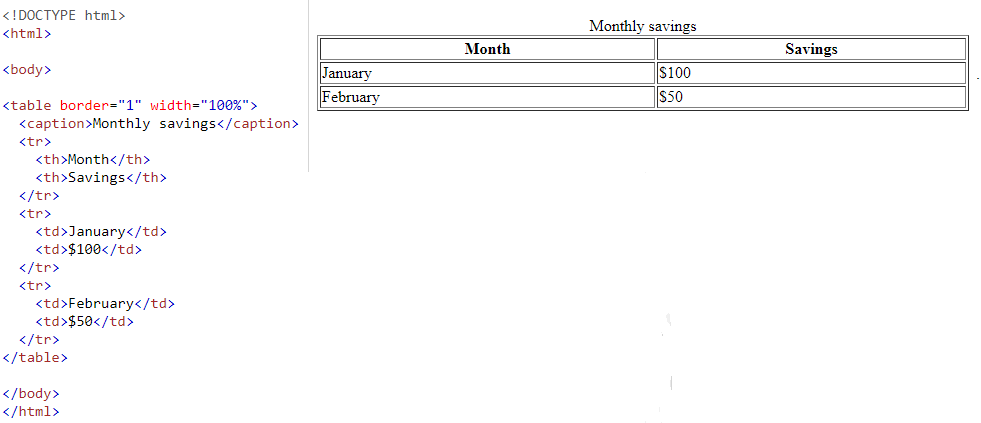 <!DOCTYPE html>
<html>
<body>
<table border="1" width="100%">
<caption>Monthly savings</caption>
<tr>
<th>Month</th>
<th>Savings</th>
</tr>
<tr>
<td>January</td>
<td>$100</td>
</tr>
<tr>
<td>February</td>
<td>$50</td>
</tr>
</table>
</body>
</html>
Monthly savings
Month Savings
January $100
February $50